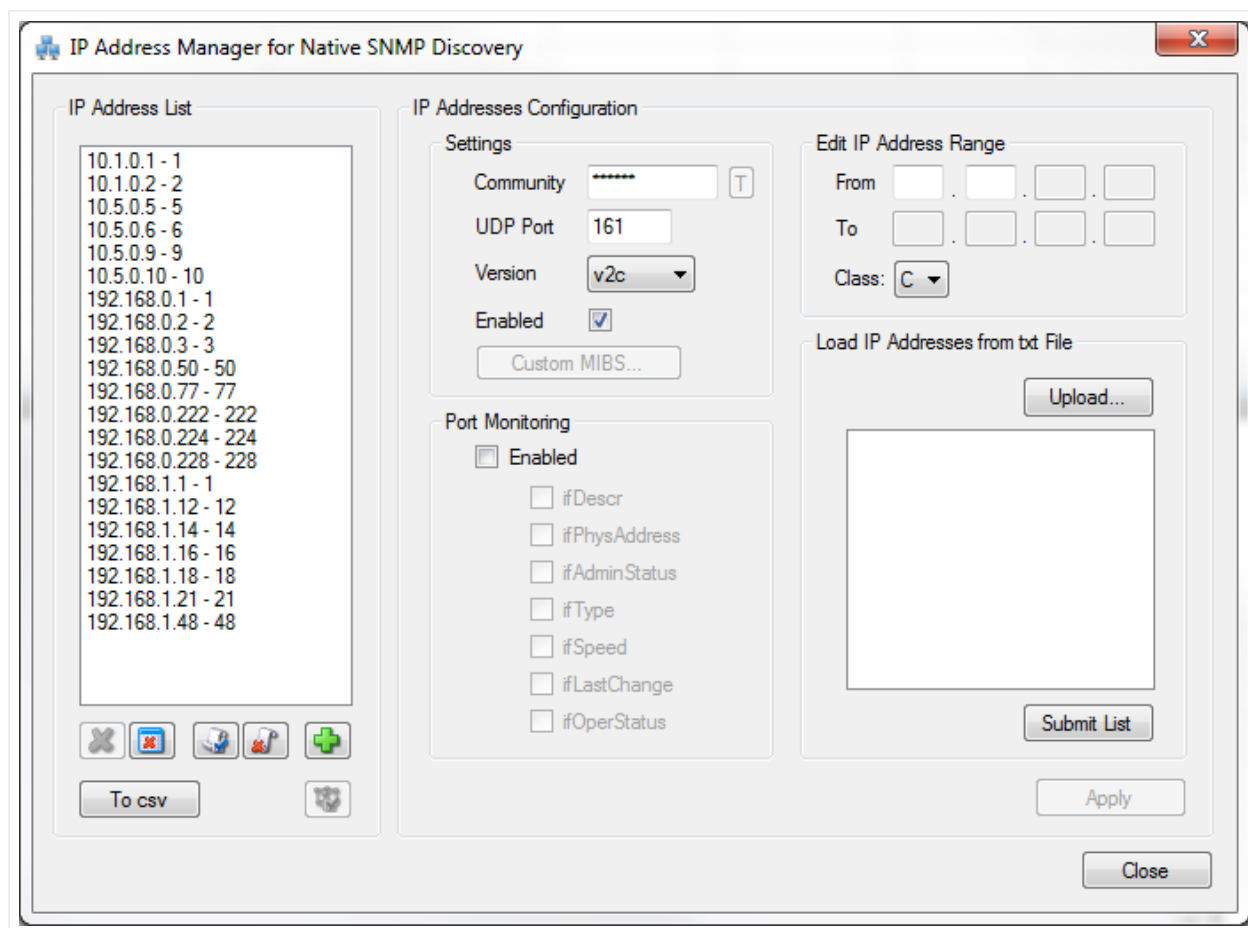 IP Address Manager for Native SNMP Discovery
IP Address List
10.1.0.1 - 1
10.1.0.2 - 2
10.5.0.5 - 5
10.5.0.6 - 6
10.5.0.9 - 9
10.5.0.10 - 10
192.168.0.1 - 1
192.168.0.2 - 2
192.168.0.3 - 3
192.168.0.50 - 50
192.168.0.77 - 77
192.168.0.222 - 222
192.168.0.224 - 224
192.168.0.228 - 228
192.168.1.1 - 1
192.168.1.12 - 12
192.168.1.14 - 14
192.168.1.16 - 16
192.168.1.18 - 18
192.168.1.21 - 21
192.168.1.48 - 48
To csv
IP Addresses Configuration
Settings
Community ****** T
UDP Port 161
Version v2c
Enabled
Custom MIBS...
Port Monitoring
Enabled
ifDescr
ifPhysAddress
ifAdminStatus
ifType
ifSpeed
ifLastChange
ifOperStatus
Edit IP Address Range
From . . .
To . . .
Class: C
Load IP Addresses from txt File
Upload...
Submit List
Apply
Close